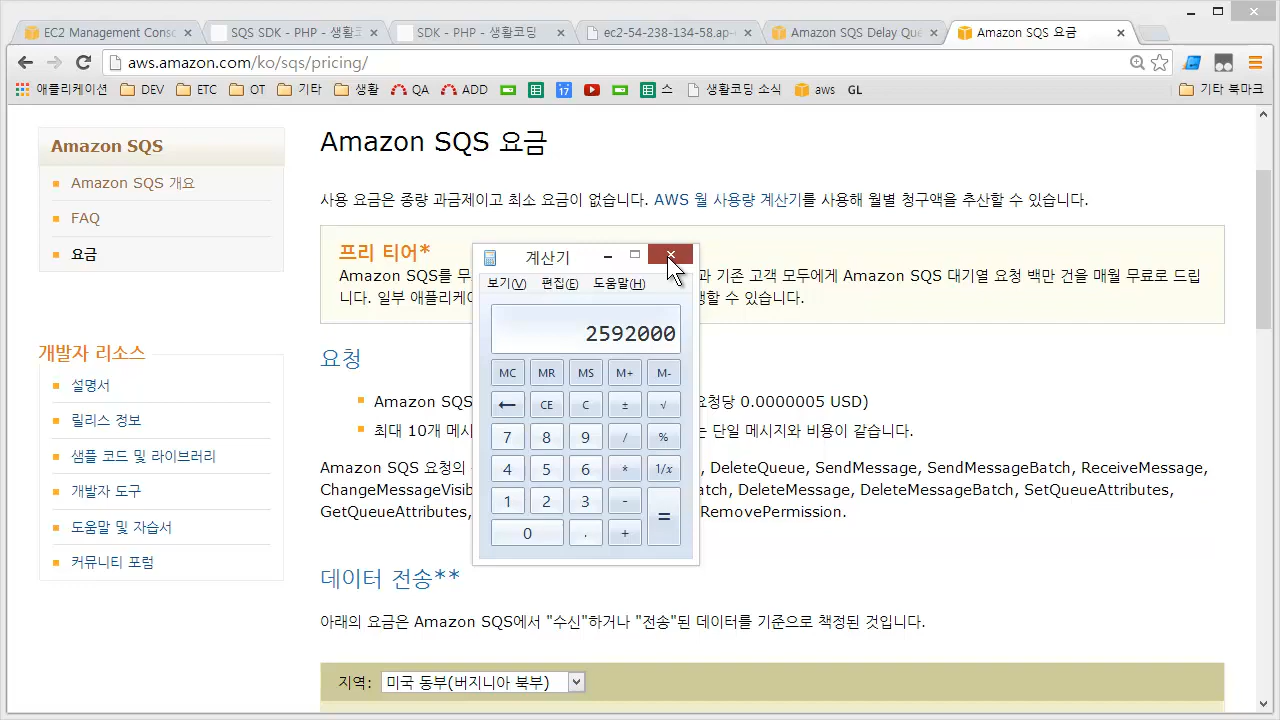 EC2 Management Cons
SQS SDK - PHP - 생활코
SDK - PHP - 생활코딩
ec2-54-238-134-58.ap-
Amazon SQS Delay Que
Amazon SQS 요금
aws.amazon.com/ko/sqs/pricing/
애플리케이션
DEV
ETC
OT
기타
생활
QA
ADD
17
스
생활코딩 소식
aws
GL
기타 북마크
Amazon SQS
Amazon SQS 개요
FAQ
요금
개발자 리소스
설명서
릴리스 정보
샘플 코드 및 라이브러리
개발자 도구
도움말 및 자습서
커뮤니티 포럼
Amazon SQS 요금
사용 요금은 종량 과금제이고 최소 요금이 없습니다. AWS 월 사용량 계산기를 사용해 월별 청구액을 추산할 수 있습니다.
프리 티어*
Amazon SQS를 무 과 기존 고객 모두에게 Amazon SQS 대기열 요청 백만 건을 매월 무료로 드립
니다. 일부 애플리케이 행할 수 있습니다.
요청
Amazon SQS 요청당 0.0000005 USD)
최대 10개 메시 는 단일 메시지와 비용이 같습니다.
Amazon SQS 요청의 , DeleteQueue, SendMessage, SendMessageBatch, ReceiveMessage,
ChangeMessageVisib atch, DeleteMessage, DeleteMessageBatch, SetQueueAttributes,
GetQueueAttributes, RemovePermission.
데이터 전송**
아래의 요금은 Amazon SQS에서 "수신"하거나 "전송"된 데이터를 기준으로 책정된 것입니다.
지역: 미국 동부(버지니아 북부)
계산기
보기(V) 편집(E) 도움말(H)
2592000
MC MR MS M+ M-
← CE C ± √
7 8 9 / %
4 5 6 * 1/x
1 2 3 - =
0 . +